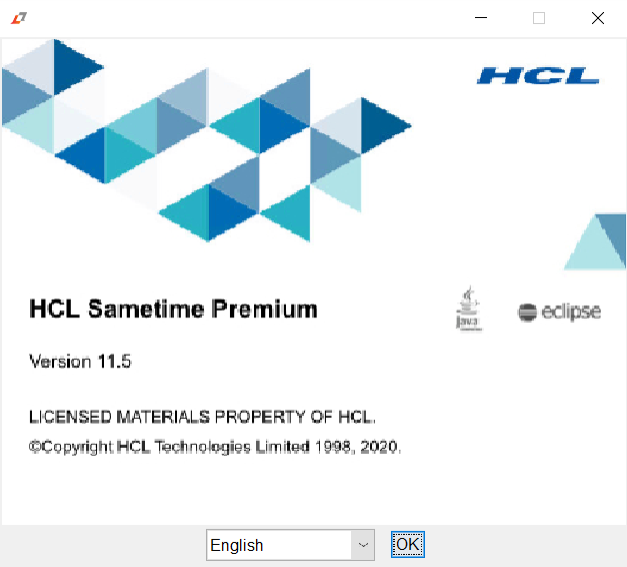 HCL
HCL Sametime Premium
Java
eclipse
Version 11.5
LICENSED MATERIALS PROPERTY OF HCL.
©Copyright HCL Technologies Limited 1998, 2020.
English
OK